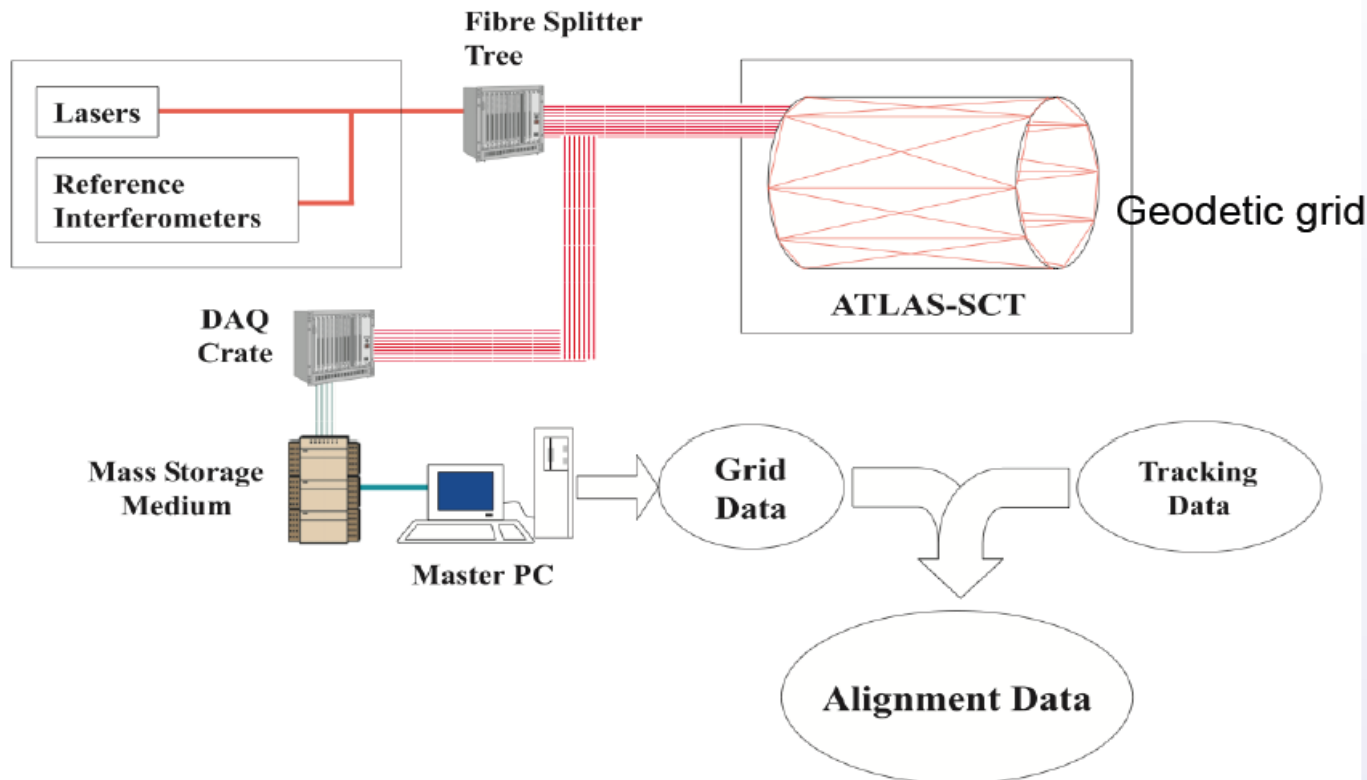 Fibre Splitter
Tree
Lasers
Reference
Interferometers
Geodetic grid
ATLAS-SCT
DAQ
Crate
Mass Storage
Medium
Master PC
Grid
Data
Tracking
Data
Alignment Data